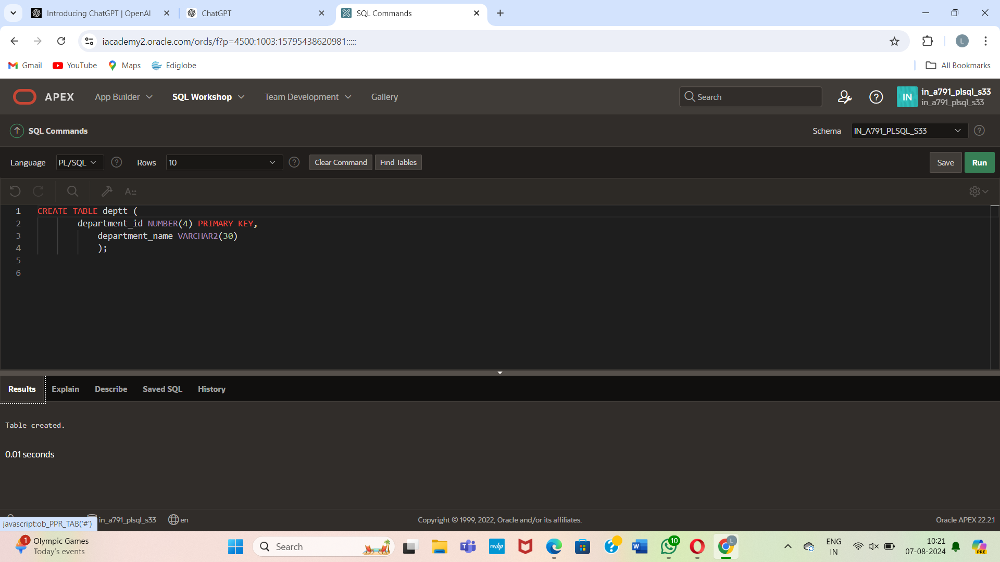 Introducing ChatGPT | OpenAI
ChatGPT
SQL Commands
iacademy2.oracle.com/ords/f?p=4500:1003:15795438620981:::::
L
Gmail
YouTube
Maps
Ediglobe
All Bookmarks
APEX
App Builder
SQL Workshop
Team Development
Gallery
Search
IN
in_a791_plsql_s33
in_a791_plsql_s33
SQL Commands
Schema
IN_A791_PLSQL_S33
Language
PL/SQL
Rows
10
Clear Command
Find Tables
Save
Run
1 CREATE TABLE deptt (
2 department_id NUMBER(4) PRIMARY KEY,
3 department_name VARCHAR2(30)
4 );
5
6
Results
Explain
Describe
Saved SQL
History
Table created.
0.01 seconds
in_a791_plsql_s33
en
Copyright © 1999, 2022, Oracle and/or its affiliates.
Oracle APEX 22.2.1
javascript:ob_PPR_TAB('#')
1
Olympic Games
Today's events
Search
myhp
10
L
ENG
IN
10:21
07-08-2024
PRE